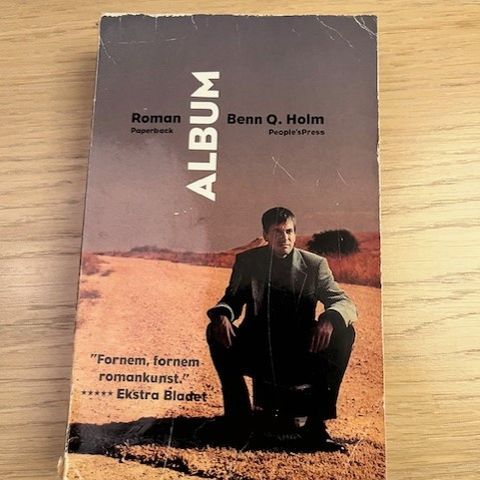 ALBUM
Roman
Paperback
Benn Q. Holm
People'sPress
"Fornem, fornem
romankunst."
***** Ekstra Bladet